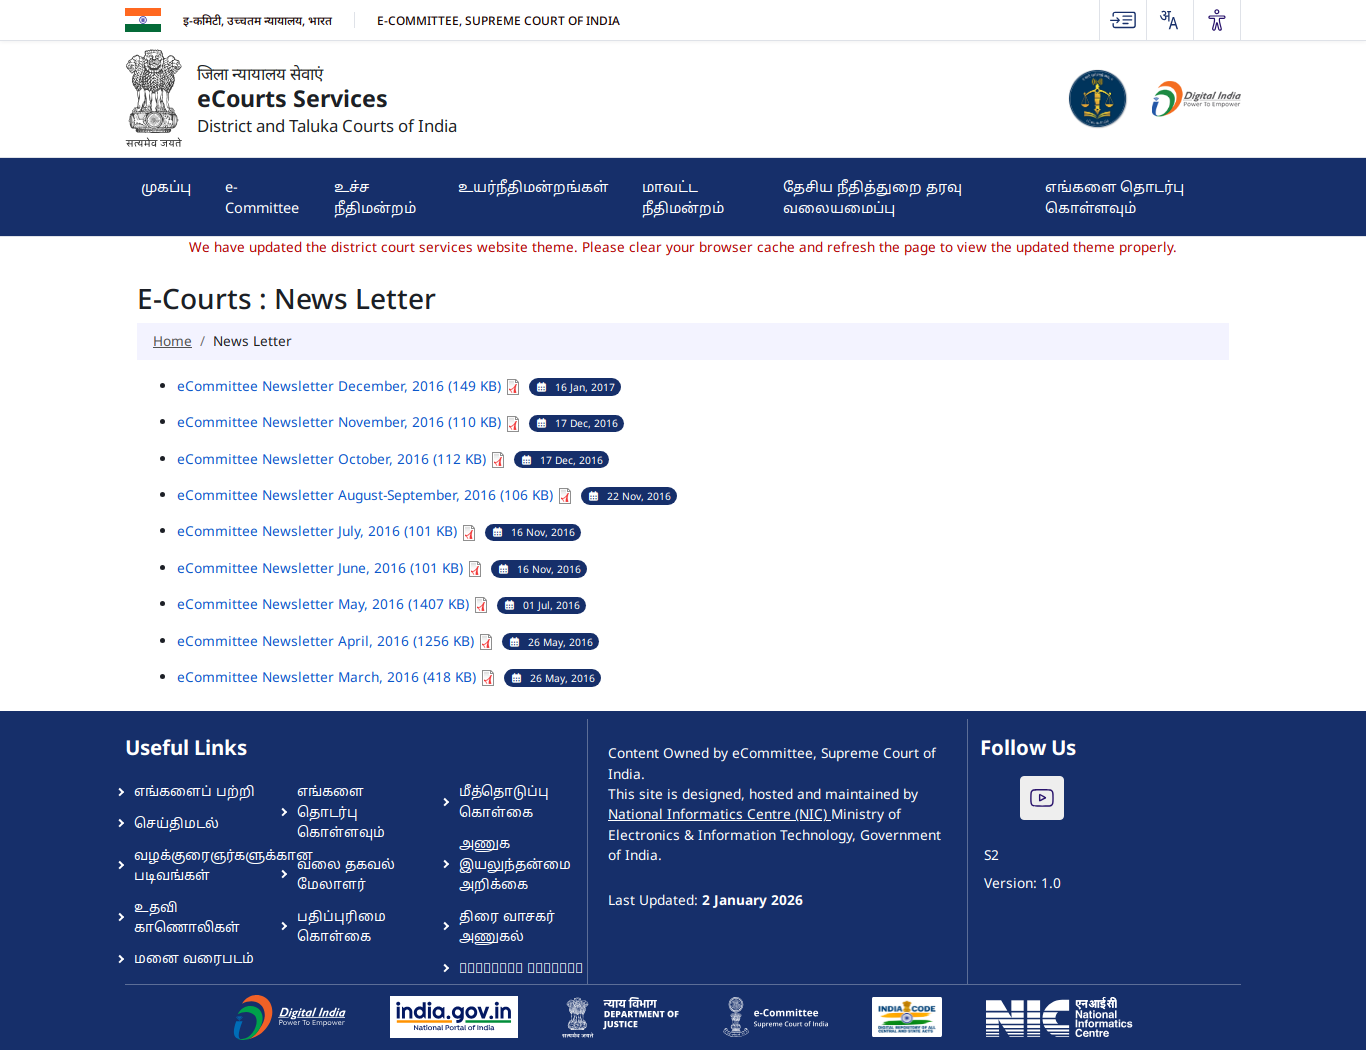 इ-कमिटी, उच्चतम न्यायालय, भारत
E-COMMITTEE, SUPREME COURT OF INDIA
अ A
सत्यमेव जयते
जिला न्यायालय सेवाएं
eCourts Services
District and Taluka Courts of India
Digital India
Power To Empower
முகப்பு
e-
Committee
உச்ச
நீதிமன்றம்
உயர்நீதிமன்றங்கள்
மாவட்ட
நீதிமன்றம்
தேசிய நீதித்துறை தரவு
வலையமைப்பு
எங்களை தொடர்பு
கொள்ளவும்
We have updated the district court services website theme. Please clear your browser cache and refresh the page to view the updated theme properly.
E-Courts : News Letter
Home / News Letter
eCommittee Newsletter December, 2016 (149 KB) 16 Jan, 2017
eCommittee Newsletter November, 2016 (110 KB) 17 Dec, 2016
eCommittee Newsletter October, 2016 (112 KB) 17 Dec, 2016
eCommittee Newsletter August-September, 2016 (106 KB) 22 Nov, 2016
eCommittee Newsletter July, 2016 (101 KB) 16 Nov, 2016
eCommittee Newsletter June, 2016 (101 KB) 16 Nov, 2016
eCommittee Newsletter May, 2016 (1407 KB) 01 Jul, 2016
eCommittee Newsletter April, 2016 (1256 KB) 26 May, 2016
eCommittee Newsletter March, 2016 (418 KB) 26 May, 2016
Useful Links
எங்களைப் பற்றி
செய்திமடல்
வழக்குரைஞர்களுக்கான
படிவங்கள்
உதவி
காணொலிகள்
மனை வரைபடம்
எங்களை
தொடர்பு
கொள்ளவும்
வலை தகவல்
மேலாளர்
பதிப்புரிமை
கொள்கை
மீத்தொடுப்பு
கொள்கை
அணுக
இயலுந்தன்மை
அறிக்கை
திரை வாசகர்
அணுகல்
Content Owned by eCommittee, Supreme Court of
India.
This site is designed, hosted and maintained by
National Informatics Centre (NIC) Ministry of
Electronics & Information Technology, Government
of India.
Last Updated: 2 January 2026
Follow Us
S2
Version: 1.0
Digital India
Power To Empower
india.gov.in
National Portal of India
सत्यमेव जयते
न्याय विभाग
DEPARTMENT OF
JUSTICE
e-Committee
Supreme Court of India
INDIA CODE
DIGITAL REPOSITORY OF ALL
CENTRAL AND STATE ACTS
NIC
एनआईसी
National
Informatics
Centre